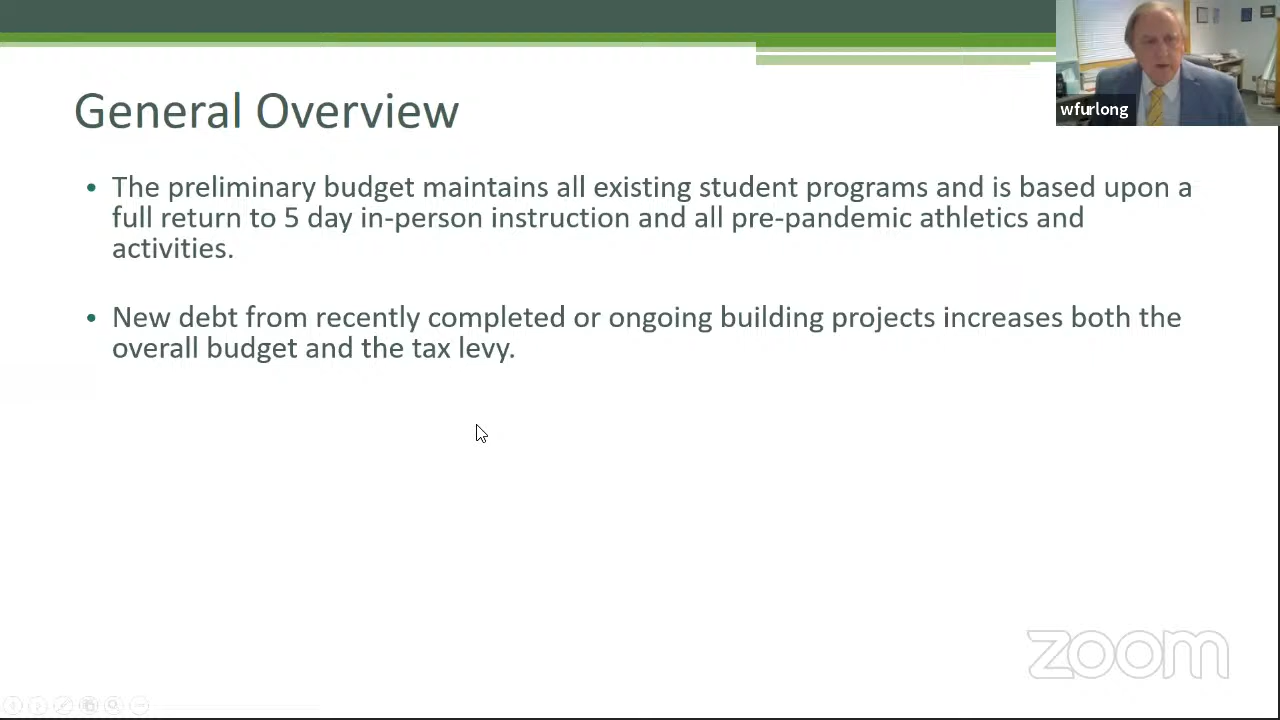 General Overview
wfurlong
• The preliminary budget maintains all existing student programs and is based upon a
full return to 5 day in-person instruction and all pre-pandemic athletics and
activities.
• New debt from recently completed or ongoing building projects increases both the
overall budget and the tax levy.
zoom